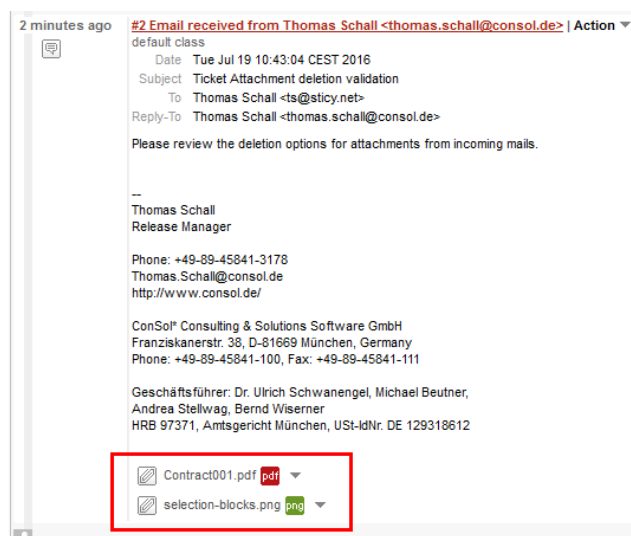 2 minutes ago #2 Email received from Thomas Schall <thomas.schall@consol.de> | Action
default class
Date Tue Jul 19 10:43:04 CEST 2016
Subject Ticket Attachment deletion validation
To Thomas Schall <ts@sticy.net>
Reply-To Thomas Schall <thomas.schall@consol.de>
Please review the deletion options for attachments from incoming mails.
--
Thomas Schall
Release Manager
Phone: +49-89-45841-3178
Thomas.Schall@consol.de
http://www.consol.de/
ConSol* Consulting & Solutions Software GmbH
Franziskanerstr. 38, D-81669 München, Germany
Phone: +49-89-45841-100, Fax: +49-89-45841-111
Geschäftsführer: Dr. Ulrich Schwanengel, Michael Beutner,
Andrea Stellwag, Bernd Wiserner
HRB 97371, Amtsgericht München, USt-IdNr. DE 129318612
Contract001.pdf pdf
selection-blocks.png png